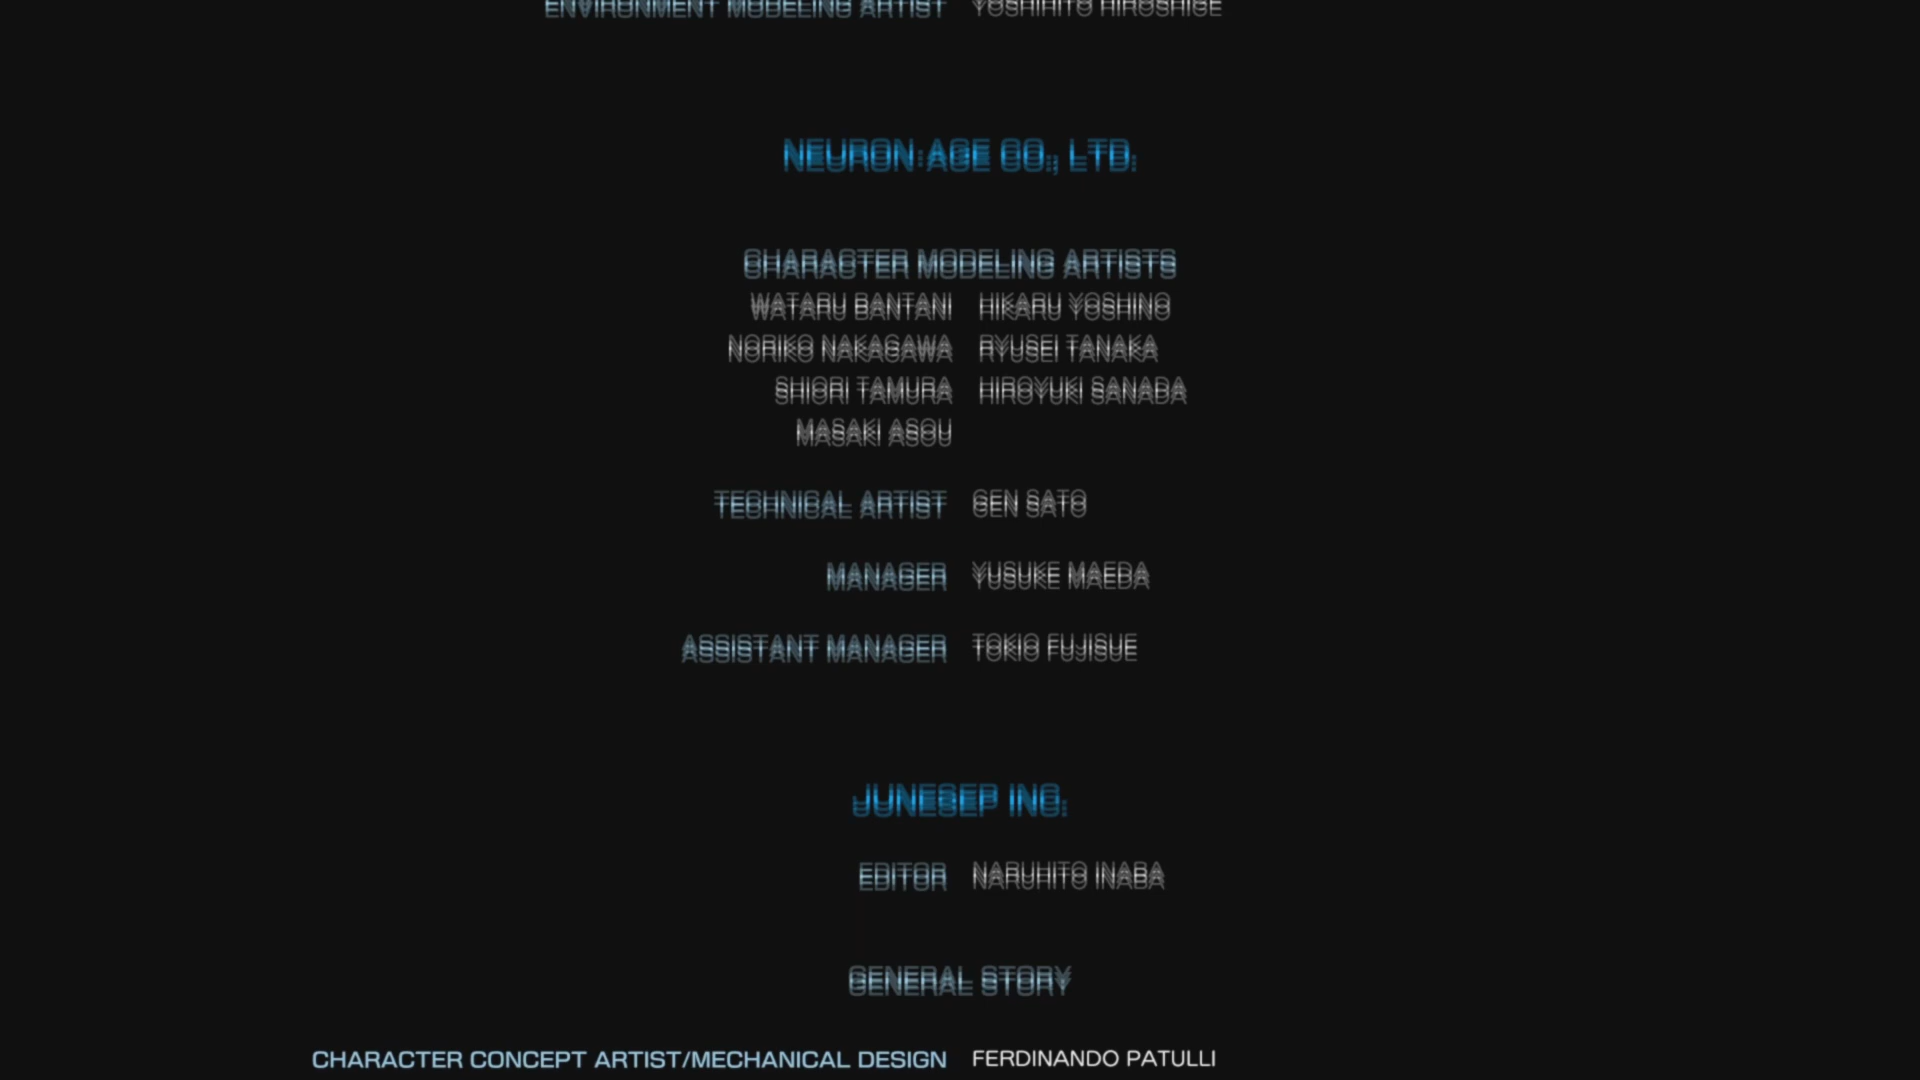 ENVIRONMENT MODELING ARTIST YOSHIHITO HIROSHIGE
NEURON-AGE CO., LTD.
CHARACTER MODELING ARTISTS
WATARU BANTANI HIKARU YOSHINO
NORIKO NAKAGAWA RYUSEI TANAKA
SHIORI TAMURA HIROYUKI SANADA
MASAKI ASOU
TECHNICAL ARTIST GEN SATO
MANAGER YUSUKE MAEDA
ASSISTANT MANAGER TOKIO FUJISUE
JUNESEP INC.
EDITOR NARUHITO INABA
GENERAL STORY
CHARACTER CONCEPT ARTIST/MECHANICAL DESIGN FERDINANDO PATULLI